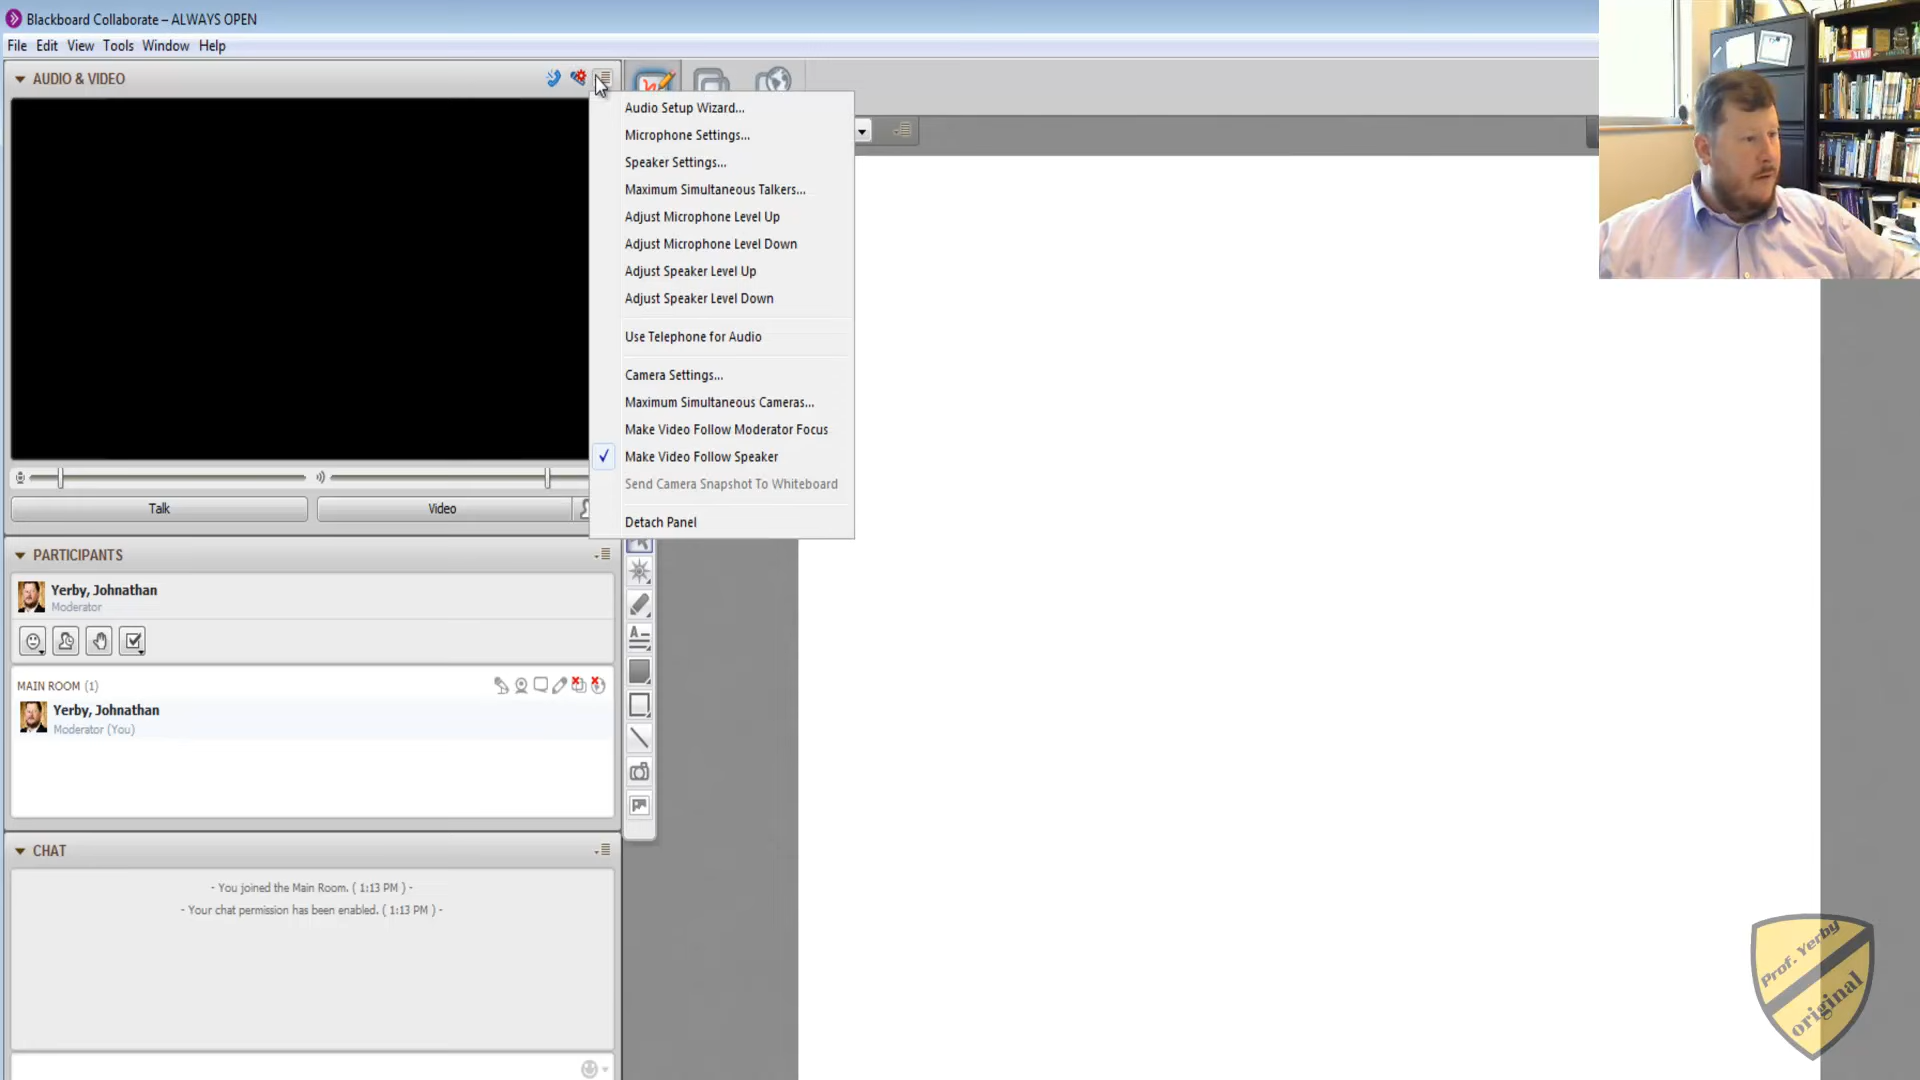 Blackboard Collaborate – ALWAYS OPEN
File Edit View Tools Window Help
AUDIO & VIDEO
Audio Setup Wizard...
Microphone Settings...
Speaker Settings...
Maximum Simultaneous Talkers...
Adjust Microphone Level Up
Adjust Microphone Level Down
Adjust Speaker Level Up
Adjust Speaker Level Down
Use Telephone for Audio
Camera Settings...
Maximum Simultaneous Cameras...
Make Video Follow Moderator Focus
Make Video Follow Speaker
Send Camera Snapshot To Whiteboard
Detach Panel
Talk Video
PARTICIPANTS
Yerby, Johnathan
Moderator
MAIN ROOM (1)
Yerby, Johnathan
Moderator (You)
CHAT
- You joined the Main Room. ( 1:13 PM ) -
- Your chat permission has been enabled. ( 1:13 PM ) -
Prof. Yerby
original